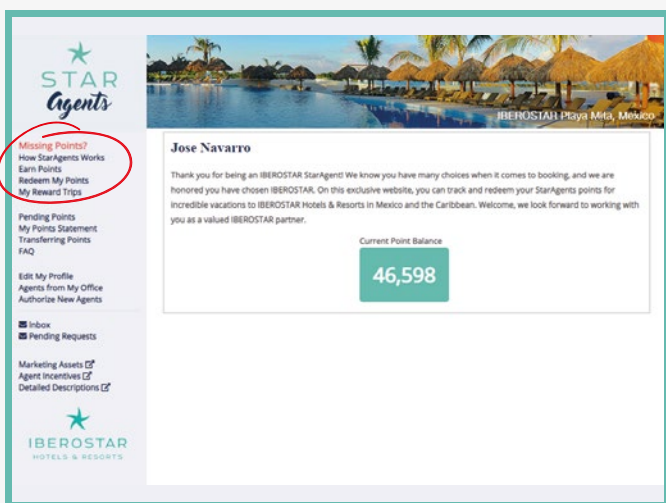 STAR
Agents
IBEROSTAR Playa Mita, Mexico
Missing Points?
How StarAgents Works
Earn Points
Redeem My Points
My Reward Trips
Pending Points
My Points Statement
Transferring Points
FAQ
Edit My Profile
Agents from My Office
Authorize New Agents
Inbox
Pending Requests
Marketing Assets
Agent Incentives
Detailed Descriptions
IBEROSTAR
HOTELS & RESORTS
Jose Navarro
Thank you for being an IBEROSTAR StarAgent! We know you have many choices when it comes to booking, and we are
honored you have chosen IBEROSTAR. On this exclusive website, you can track and redeem your StarAgents points for
incredible vacations to IBEROSTAR Hotels & Resorts in Mexico and the Caribbean. Welcome, we look forward to working with
you as a valued IBEROSTAR partner.
Current Point Balance
46,598